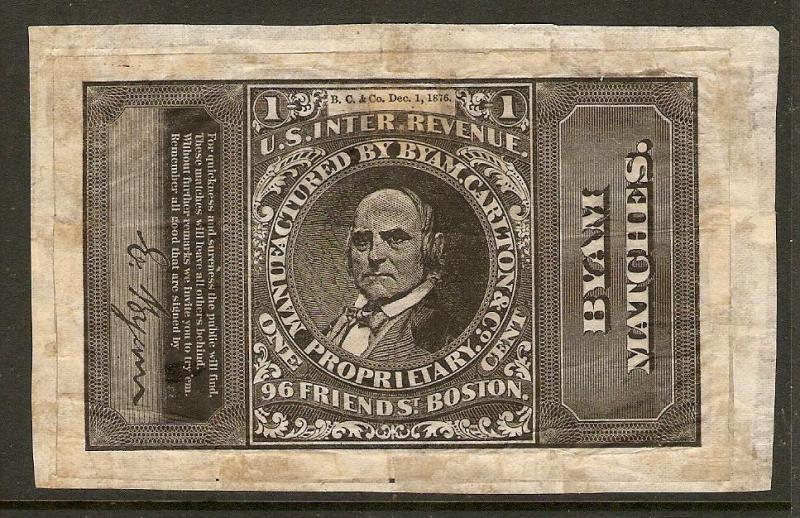 For quickness and sureness the public will find,
These matches will leave all others behind,
Without further remarks we invite you to try 'em,
Remember all good that are signed by
E. Byam
1 B. C. & Co. Dec. 1, 1876. 1
U.S. INTER. REVENUE.
MANUFACTURED BY BYAM, CARLTON & CO.
ONE PROPRIETARY. CENT
96 FRIEND ST. BOSTON.
BYAM
MATCHES.